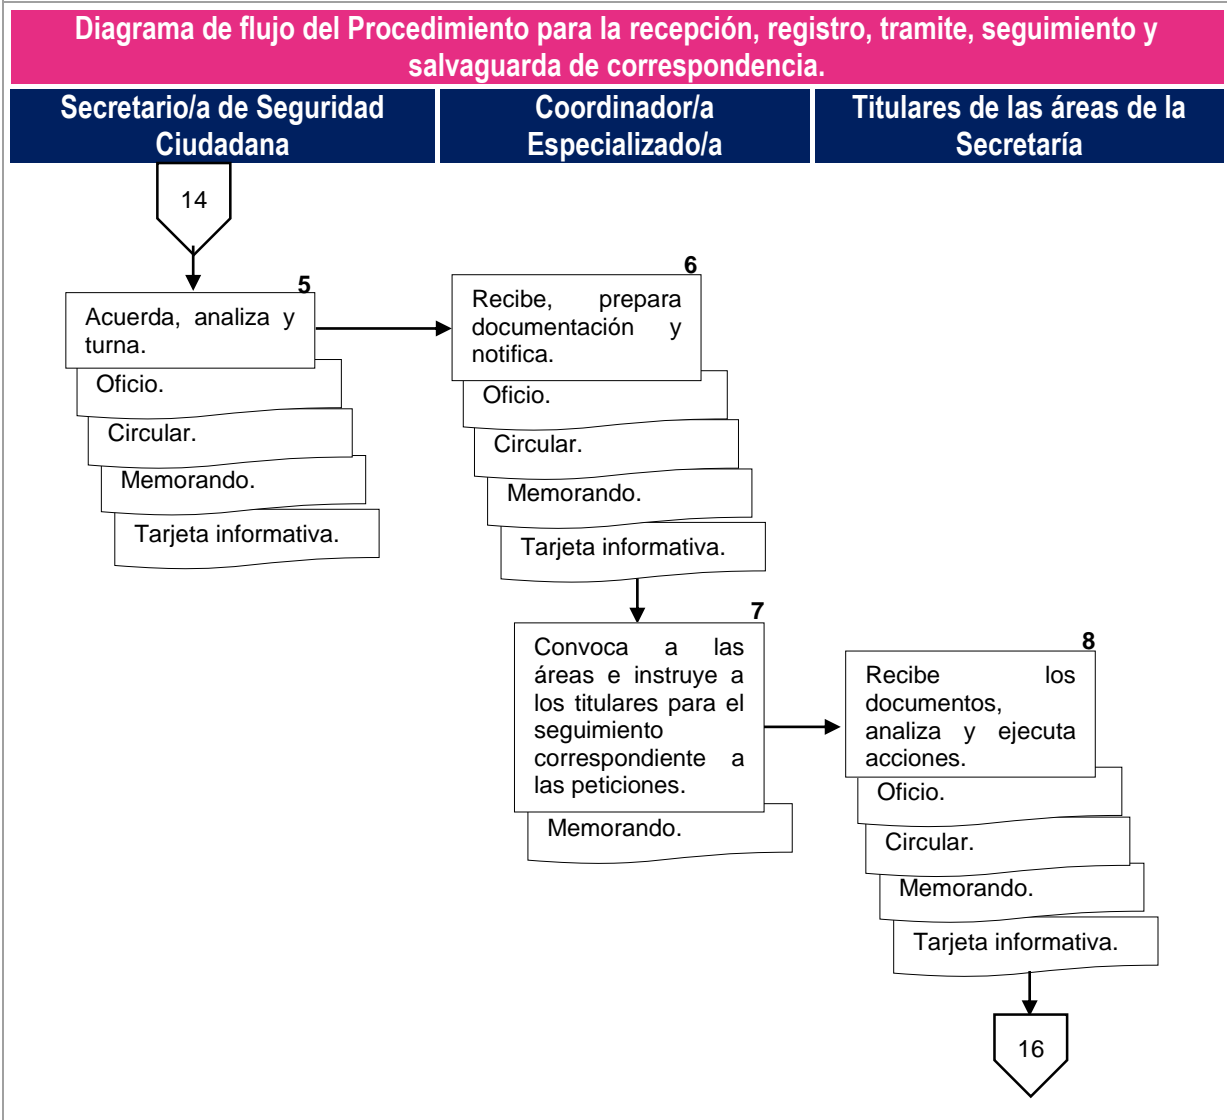 Diagrama de flujo del Procedimiento para la recepción, registro, tramite, seguimiento y
salvaguarda de correspondencia.
Secretario/a de Seguridad
Ciudadana
Coordinador/a
Especializado/a
Titulares de las áreas de la
Secretaría
14
5
Acuerda, analiza y
turna.
Oficio.
Circular.
Memorando.
Tarjeta informativa.
6
Recibe, prepara
documentación y
notifica.
Oficio.
Circular.
Memorando.
Tarjeta informativa.
7
Convoca a las
áreas e instruye a
los titulares para el
seguimiento
correspondiente a
las peticiones.
Memorando.
8
Recibe los
documentos,
analiza y ejecuta
acciones.
Oficio.
Circular.
Memorando.
Tarjeta informativa.
16